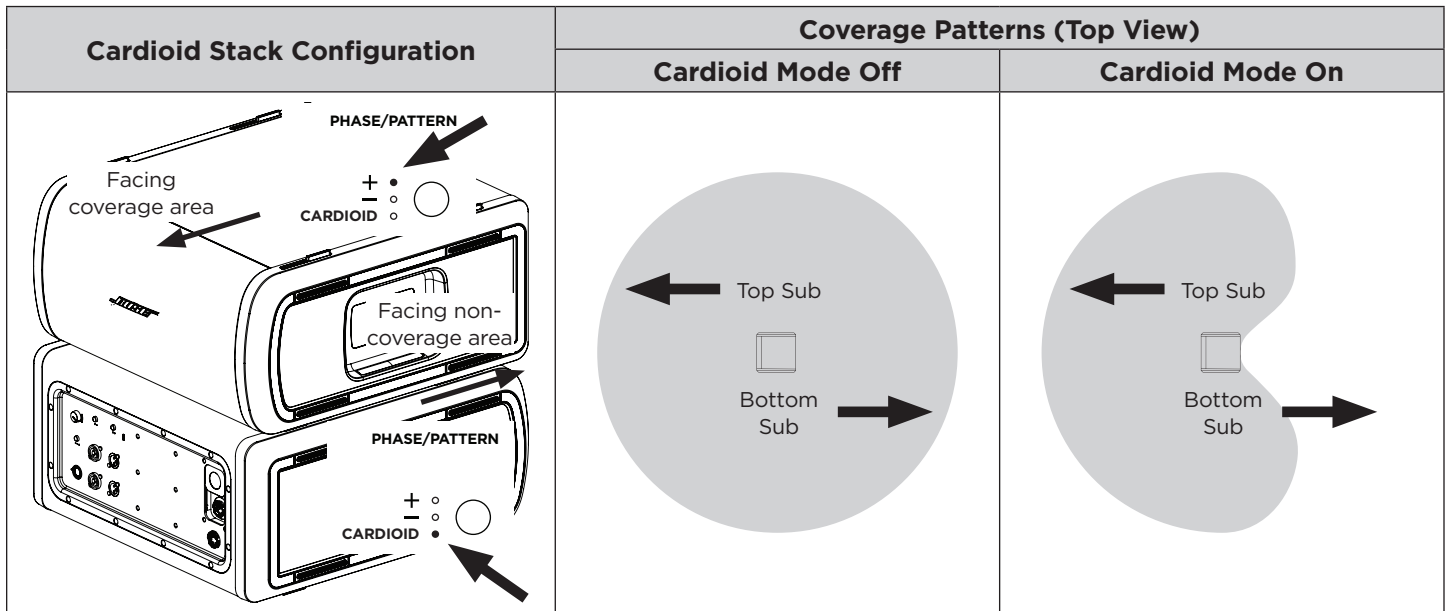 Cardioid Stack Configuration
Coverage Patterns (Top View)
Cardioid Mode Off
Cardioid Mode On
PHASE/PATTERN
Facing
coverage area
+
–
CARDIOID
BOSE
Facing non-
coverage area
PHASE/PATTERN
+
–
CARDIOID
Top Sub
Bottom
Sub
Top Sub
Bottom
Sub